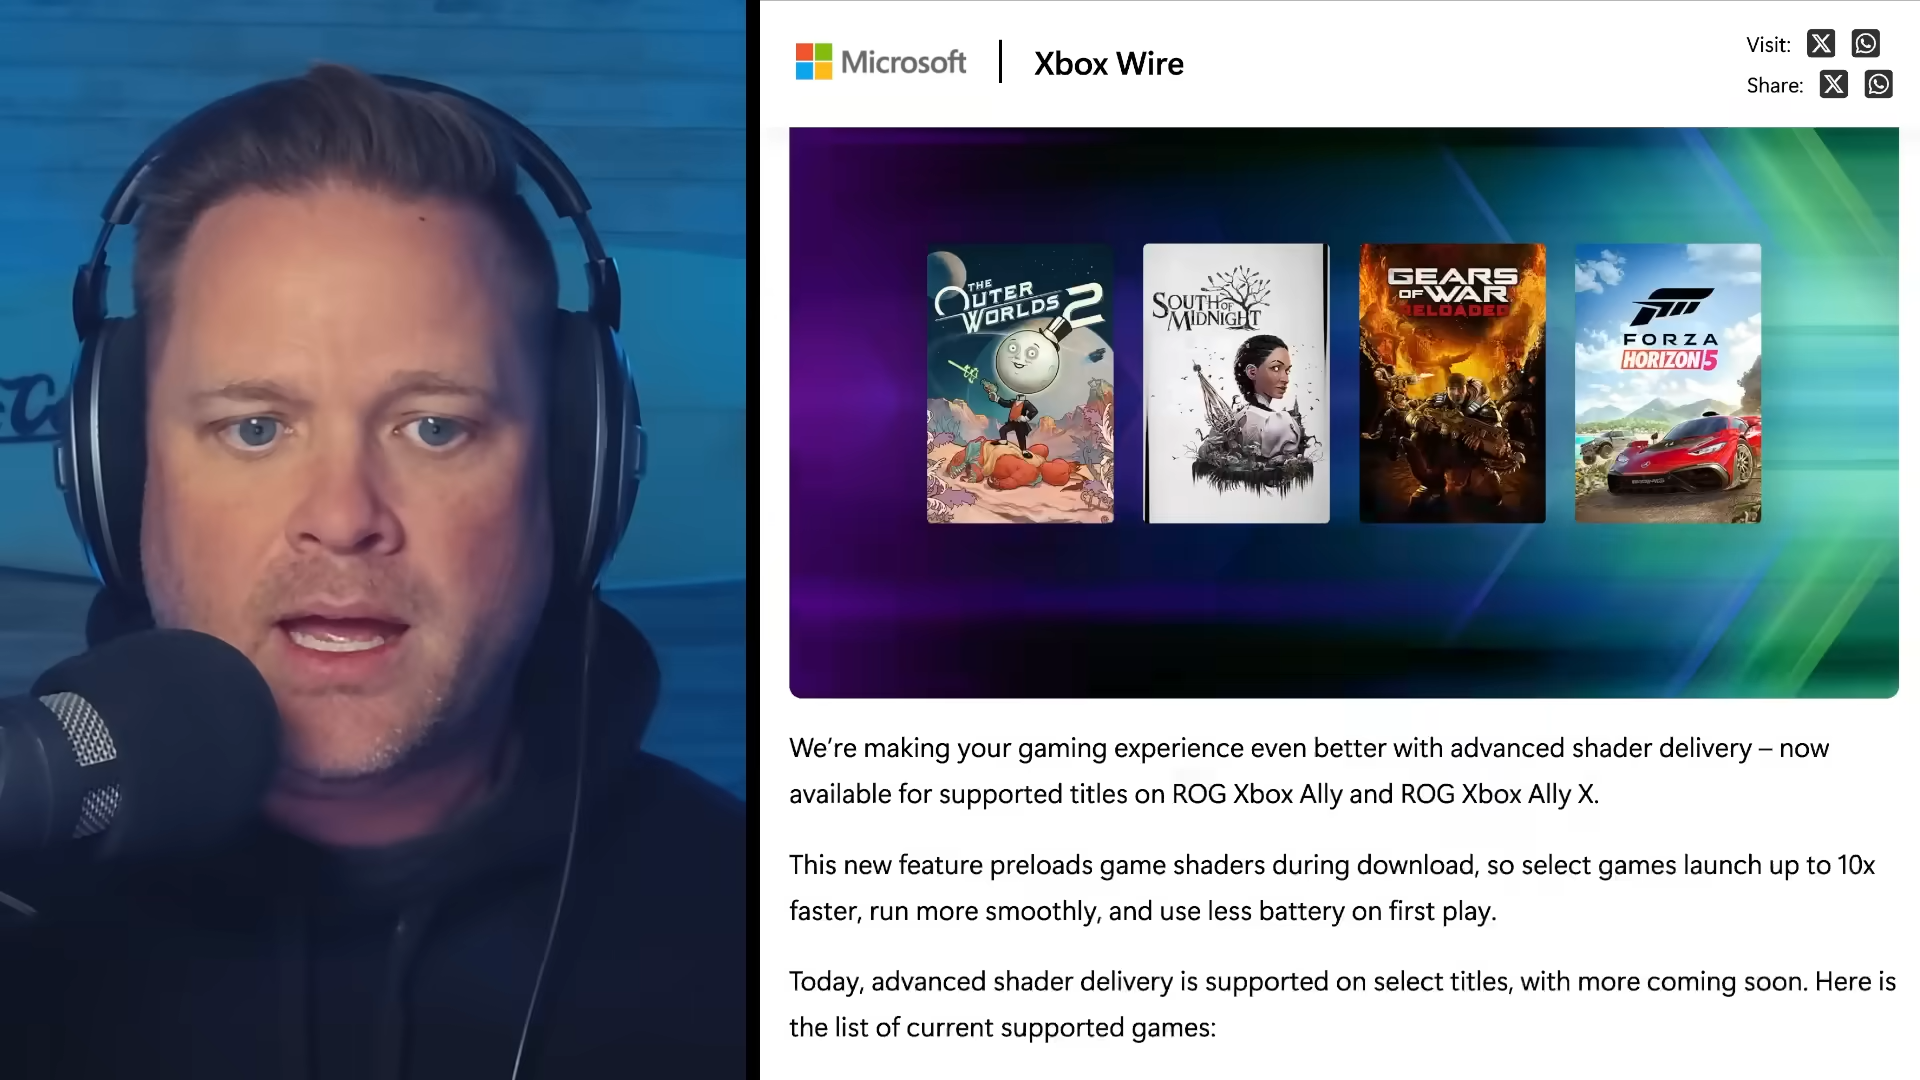 Microsoft
Xbox Wire
Visit:
Share:
THE
OUTER
WORLDS 2
SOUTH OF
MIDNIGHT
GEARS
OF WAR
RELOADED
FORZA
HORIZON 5
We’re making your gaming experience even better with advanced shader delivery – now
available for supported titles on ROG Xbox Ally and ROG Xbox Ally X.
This new feature preloads game shaders during download, so select games launch up to 10x
faster, run more smoothly, and use less battery on first play.
Today, advanced shader delivery is supported on select titles, with more coming soon. Here is
the list of current supported games: